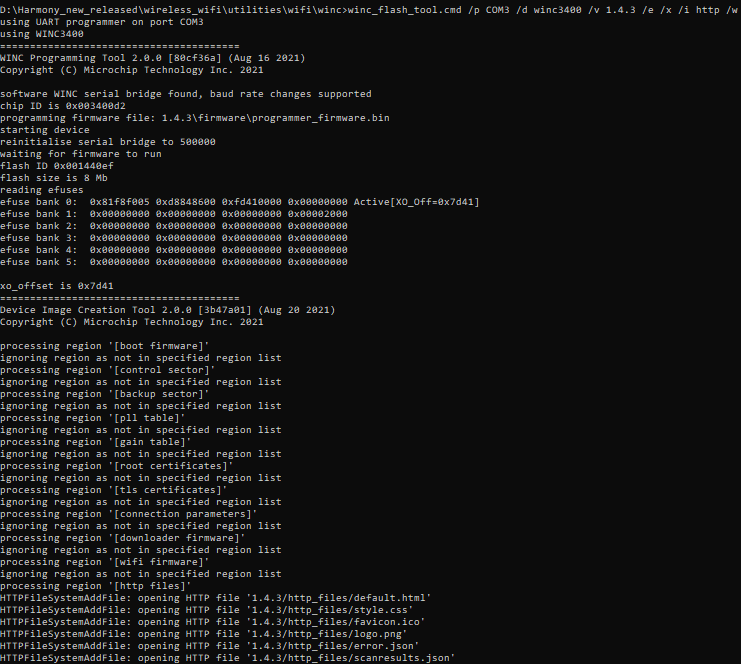 D:\Harmony_new_released\wireless_wifi\utilities\wifi\winc>winc_flash_tool.cmd /p COM3 /d winc3400 /v 1.4.3 /e /x /i http /w
using UART programmer on port COM3
using WINC3400
========================================
WINC Programming Tool 2.0.0 [80cf36a] (Aug 16 2021)
Copyright (C) Microchip Technology Inc. 2021
software WINC serial bridge found, baud rate changes supported
chip ID is 0x003400d2
programming firmware file: 1.4.3\firmware\programmer_firmware.bin
starting device
reinitialise serial bridge to 500000
waiting for firmware to run
flash ID 0x001440ef
flash size is 8 Mb
reading efuses
efuse bank 0:  0x81f8f005 0xd8848600 0xfd410000 0x00000000 Active[XO_Off=0x7d41]
efuse bank 1:  0x00000000 0x00000000 0x00000000 0x00002000
efuse bank 2:  0x00000000 0x00000000 0x00000000 0x00000000
efuse bank 3:  0x00000000 0x00000000 0x00000000 0x00000000
efuse bank 4:  0x00000000 0x00000000 0x00000000 0x00000000
efuse bank 5:  0x00000000 0x00000000 0x00000000 0x00000000
xo_offset is 0x7d41
========================================
Device Image Creation Tool 2.0.0 [3b47a01] (Aug 20 2021)
Copyright (C) Microchip Technology Inc. 2021
processing region '[boot firmware]'
ignoring region as not in specified region list
processing region '[control sector]'
ignoring region as not in specified region list
processing region '[backup sector]'
ignoring region as not in specified region list
processing region '[pll table]'
ignoring region as not in specified region list
processing region '[gain table]'
ignoring region as not in specified region list
processing region '[root certificates]'
ignoring region as not in specified region list
processing region '[tls certificates]'
ignoring region as not in specified region list
processing region '[connection parameters]'
ignoring region as not in specified region list
processing region '[downloader firmware]'
ignoring region as not in specified region list
processing region '[wifi firmware]'
ignoring region as not in specified region list
processing region '[http files]'
HTTPFileSystemAddFile: opening HTTP file '1.4.3/http_files/default.html'
HTTPFileSystemAddFile: opening HTTP file '1.4.3/http_files/style.css'
HTTPFileSystemAddFile: opening HTTP file '1.4.3/http_files/favicon.ico'
HTTPFileSystemAddFile: opening HTTP file '1.4.3/http_files/logo.png'
HTTPFileSystemAddFile: opening HTTP file '1.4.3/http_files/error.json'
HTTPFileSystemAddFile: opening HTTP file '1.4.3/http_files/scanresults.json'